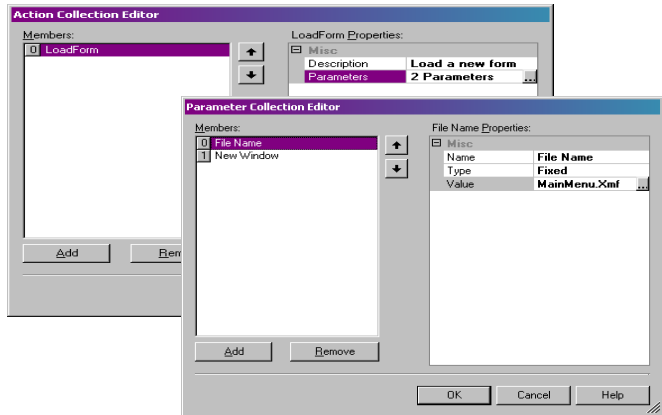 Action Collection Editor
Members:
LoadForm Properties:
0 LoadForm
Misc
Description Load a new form
Parameters 2 Parameters ...
Add
Parameter Collection Editor
Members:
File Name Properties:
0 File Name
1 New Window
Misc
Name File Name
Type Fixed
Value MainMenu.Xmf ...
Add Remove
OK Cancel Help